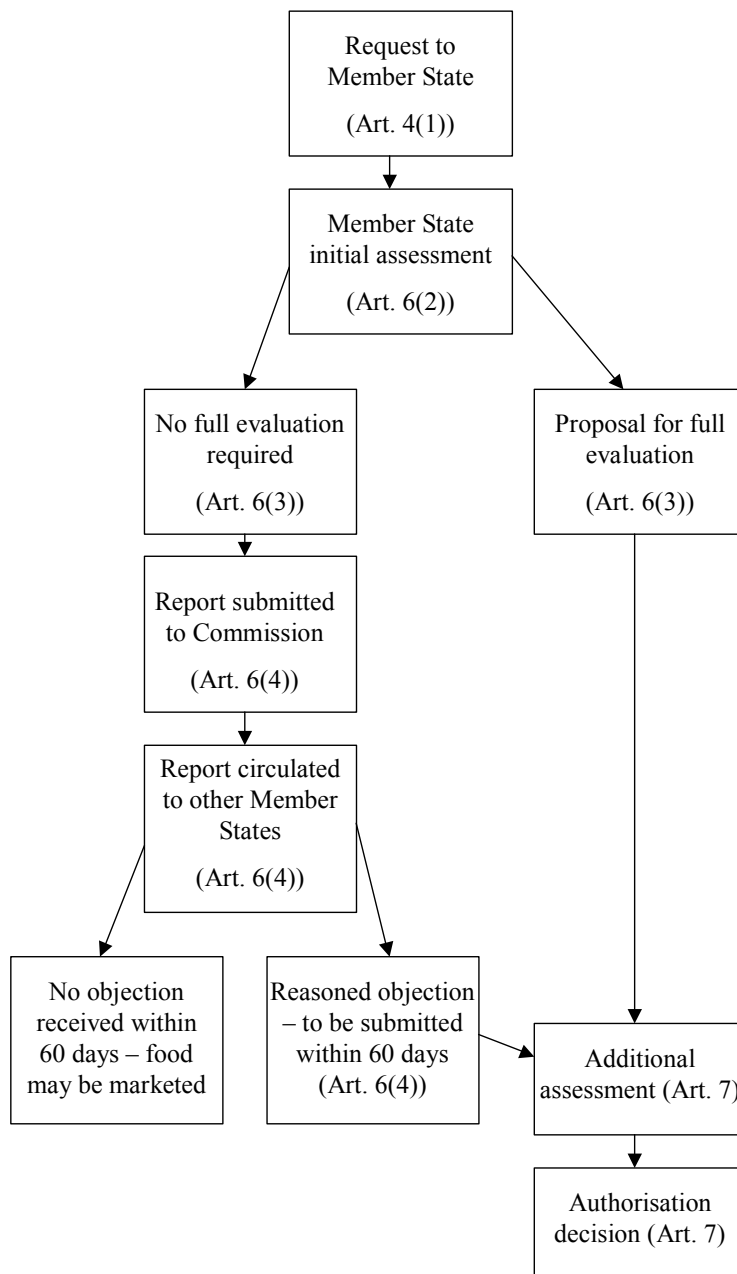 Request to
Member State
(Art. 4(1))
Member State
initial assessment
(Art. 6(2))
No full evaluation
required
(Art. 6(3))
Proposal for full
evaluation
(Art. 6(3))
Report submitted
to Commission
(Art. 6(4))
Report circulated
to other Member
States
(Art. 6(4))
No objection
received within
60 days – food
may be marketed
Reasoned objection
– to be submitted
within 60 days
(Art. 6(4))
Additional
assessment (Art. 7)
Authorisation
decision (Art. 7)